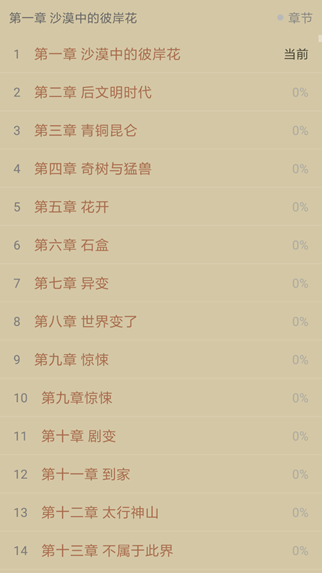 第一章 沙漠中的彼岸花 章节
1 第一章 沙漠中的彼岸花 当前
2 第二章 后文明时代 0%
3 第三章 青铜昆仑 0%
4 第四章 奇树与猛兽 0%
5 第五章 花开 0%
6 第六章 石盒 0%
7 第七章 异变 0%
8 第八章 世界变了 0%
9 第九章 惊悚 0%
10 第九章惊悚 0%
11 第十章 剧变 0%
12 第十一章 到家 0%
13 第十二章 太行神山 0%
14 第十三章 不属于此界 0%